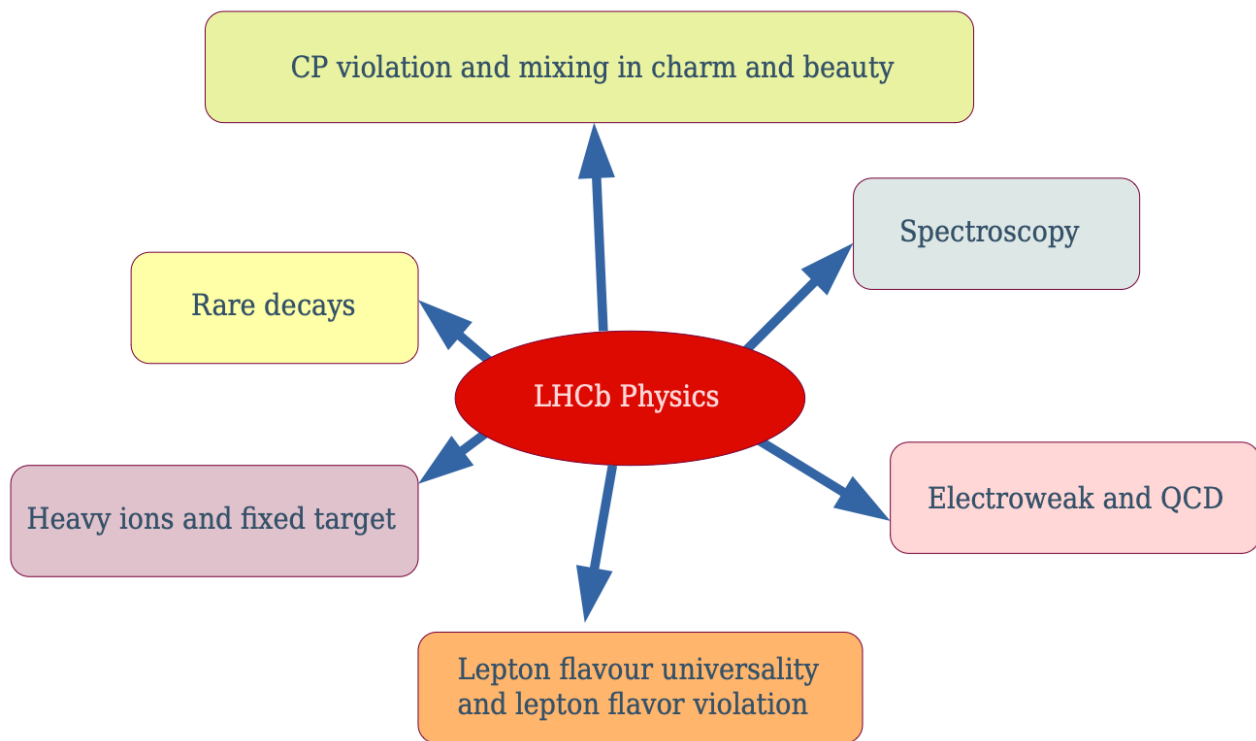 CP violation and mixing in charm and beauty
Spectroscopy
Rare decays
LHCb Physics
Electroweak and QCD
Heavy ions and fixed target
Lepton flavour universality
and lepton flavor violation